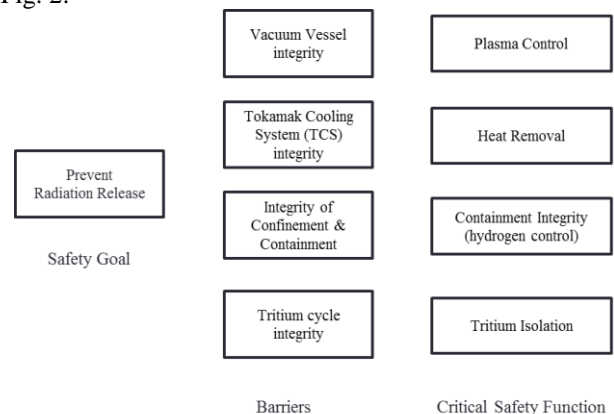 Fig. 2.
Vacuum Vessel
integrity
Plasma Control
Tokamak Cooling
System (TCS)
integrity
Heat Removal
Prevent
Radiation Release
Safety Goal
Integrity of
Confinement &
Containment
Containment Integrity
(hydrogen control)
Tritium cycle
integrity
Tritium Isolation
Barriers
Critical Safety Function